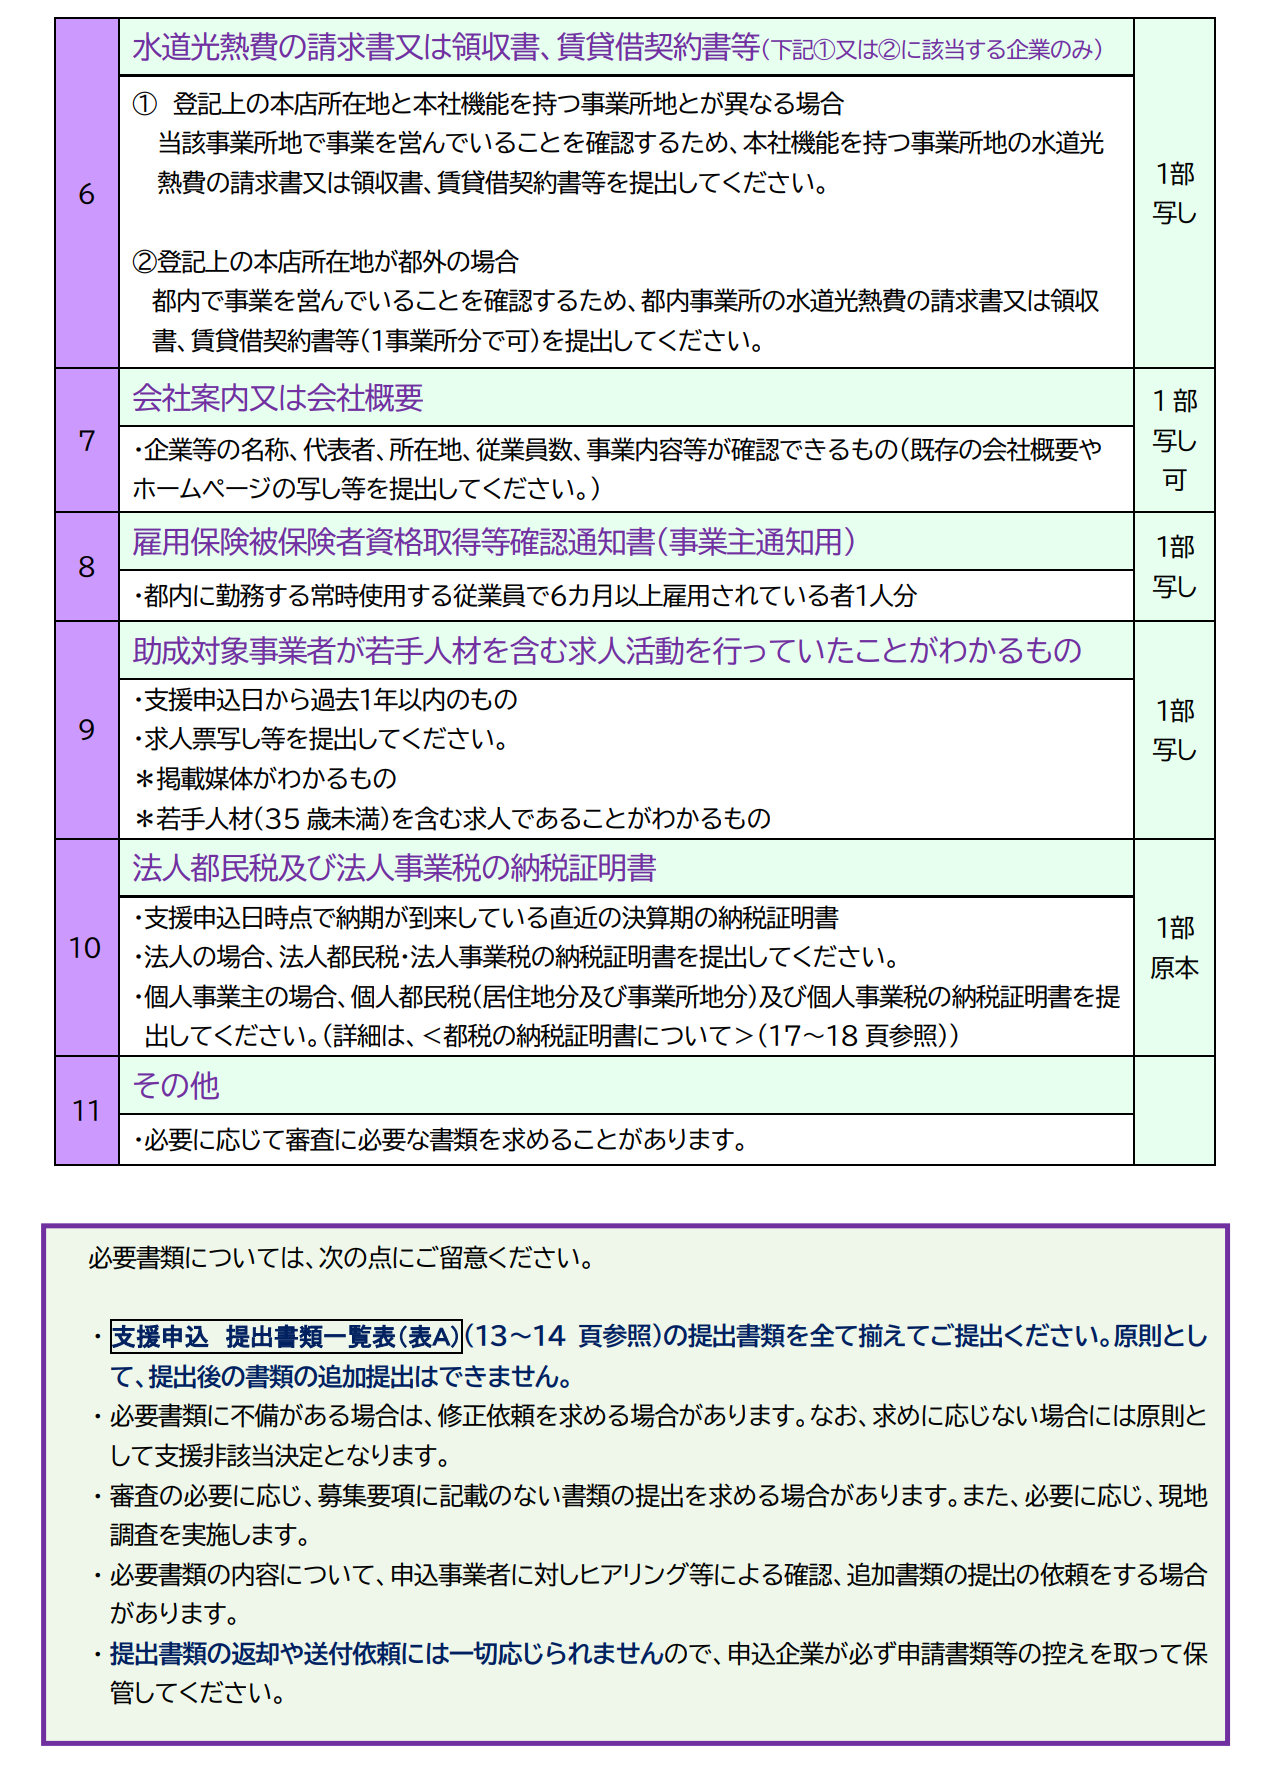 水道光熱費の請求書又は領収書、賃貸借契約書等（下記①又は②に該当する企業のみ）
6
①　登記上の本店所在地と本社機能を持つ事業所地とが異なる場合
当該事業所地で事業を営んでいることを確認するため、本社機能を持つ事業所地の水道光
熱費の請求書又は領収書、賃貸借契約書等を提出してください。
②登記上の本店所在地が都外の場合
都内で事業を営んでいることを確認するため、都内事業所の水道光熱費の請求書又は領収
書、賃貸借契約書等（1事業所分で可）を提出してください。
1部
写し
7
会社案内又は会社概要
・企業等の名称、代表者、所在地、従業員数、事業内容等が確認できるもの（既存の会社概要や
ホームページの写し等を提出してください。）
1 部
写し
可
8
雇用保険被保険者資格取得等確認通知書（事業主通知用）
・都内に勤務する常時使用する従業員で6カ月以上雇用されている者1人分
1部
写し
9
助成対象事業者が若手人材を含む求人活動を行っていたことがわかるもの
・支援申込日から過去1年以内のもの
・求人票写し等を提出してください。
＊掲載媒体がわかるもの
＊若手人材（35 歳未満）を含む求人であることがわかるもの
1部
写し
10
法人都民税及び法人事業税の納税証明書
・支援申込日時点で納期が到来している直近の決算期の納税証明書
・法人の場合、法人都民税・法人事業税の納税証明書を提出してください。
・個人事業主の場合、個人都民税（居住地分及び事業所地分）及び個人事業税の納税証明書を提
出してください。（詳細は、＜都税の納税証明書について＞（17～18 頁参照））
1部
原本
11
その他
・必要に応じて審査に必要な書類を求めることがあります。
必要書類については、次の点にご留意ください。
・支援申込　提出書類一覧表（表A）（13～14 頁参照）の提出書類を全て揃えてご提出ください。原則とし
て、提出後の書類の追加提出はできません。
・必要書類に不備がある場合は、修正依頼を求める場合があります。なお、求めに応じない場合には原則と
して支援非該当決定となります。
・審査の必要に応じ、募集要項に記載のない書類の提出を求める場合があります。また、必要に応じ、現地
調査を実施します。
・必要書類の内容について、申込事業者に対しヒアリング等による確認、追加書類の提出の依頼をする場合
があります。
・提出書類の返却や送付依頼には一切応じられませんので、申込企業が必ず申請書類等の控えを取って保
管してください。